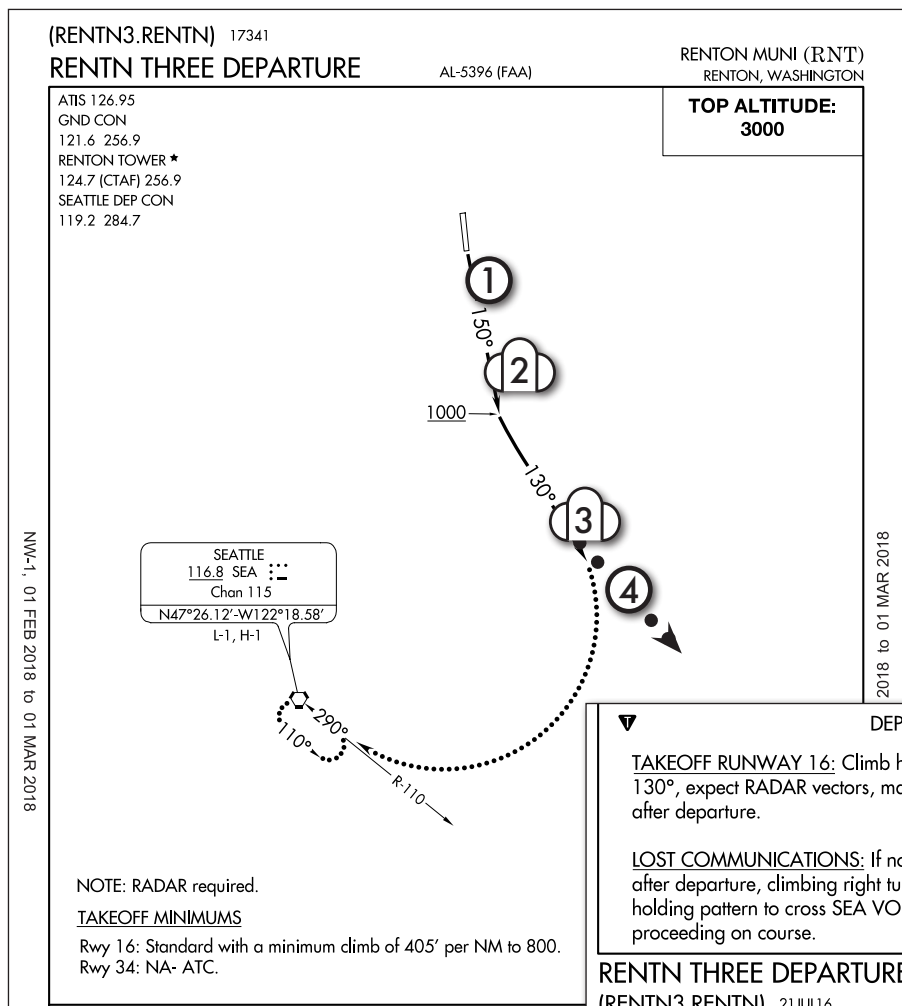 (RENTN3.RENTN) 17341
RENTN THREE DEPARTURE
AL-5396 (FAA)
RENTON MUNI (RNT)
RENTON, WASHINGTON
ATIS 126.95
GND CON
121.6 256.9
RENTON TOWER ★
124.7 (CTAF) 256.9
SEATTLE DEP CON
119.2 284.7
TOP ALTITUDE:
3000
1
150°
2
1000
130°
3
4
SEATTLE
116.8 SEA
Chan 115
N47°26.12'-W122°18.58'
L-1, H-1
290°
110°
R-110
NW-1, 01 FEB 2018 to 01 MAR 2018
2018 to 01 MAR 2018
NOTE: RADAR required.
TAKEOFF MINIMUMS
Rwy 16: Standard with a minimum climb of 405' per NM to 800.
Rwy 34: NA- ATC.
T
DEP
TAKEOFF RUNWAY 16: Climb h
130°, expect RADAR vectors, ma
after departure.
LOST COMMUNICATIONS: If no
after departure, climbing right tu
holding pattern to cross SEA VO
proceeding on course.
RENTN THREE DEPARTURE
(RENTN3.RENTN) 21JUL16